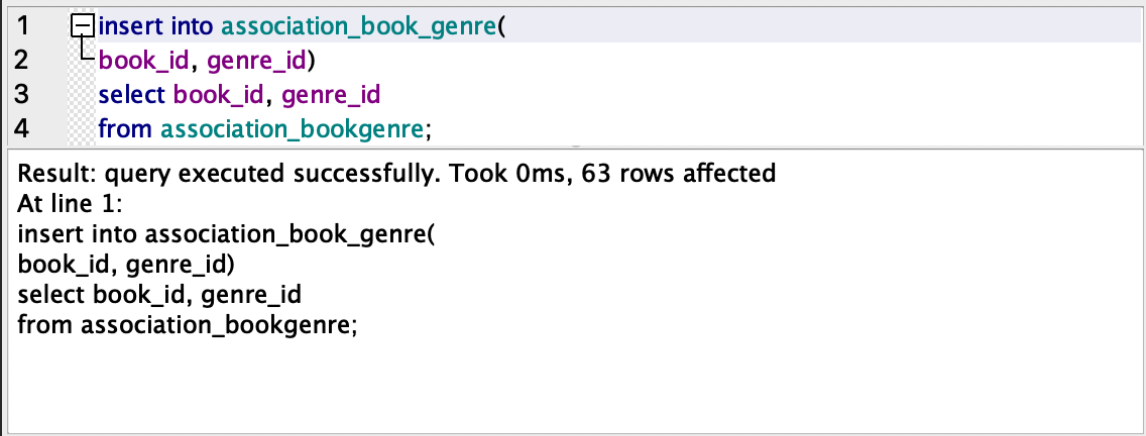 1 insert into association_book_genre(
2 book_id, genre_id)
3 select book_id, genre_id
4 from association_bookgenre;
Result: query executed successfully. Took 0ms, 63 rows affected
At line 1:
insert into association_book_genre(
book_id, genre_id)
select book_id, genre_id
from association_bookgenre;